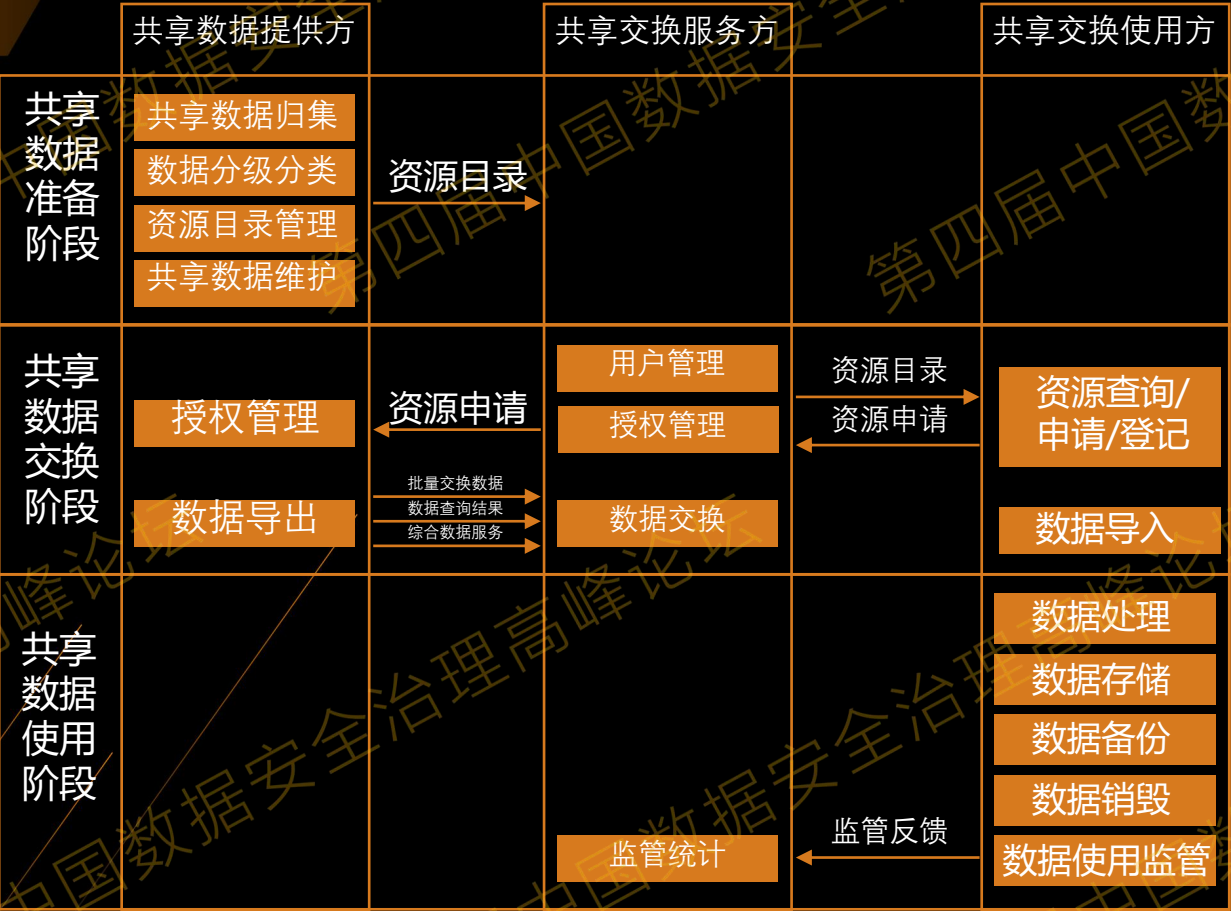 共享数据提供方
共享交换服务方
共享交换使用方
共享
数据
准备
阶段
共享数据归集
数据分级分类
资源目录管理
共享数据维护
资源目录
共享
数据
交换
阶段
授权管理
数据导出
资源申请
批量交换数据
数据查询结果
综合数据服务
用户管理
授权管理
数据交换
资源目录
资源申请
资源查询/
申请/登记
数据导入
共享
数据
使用
阶段
监管统计
监管反馈
数据处理
数据存储
数据备份
数据销毁
数据使用监管
第四届中国数据安全治理高峰论坛